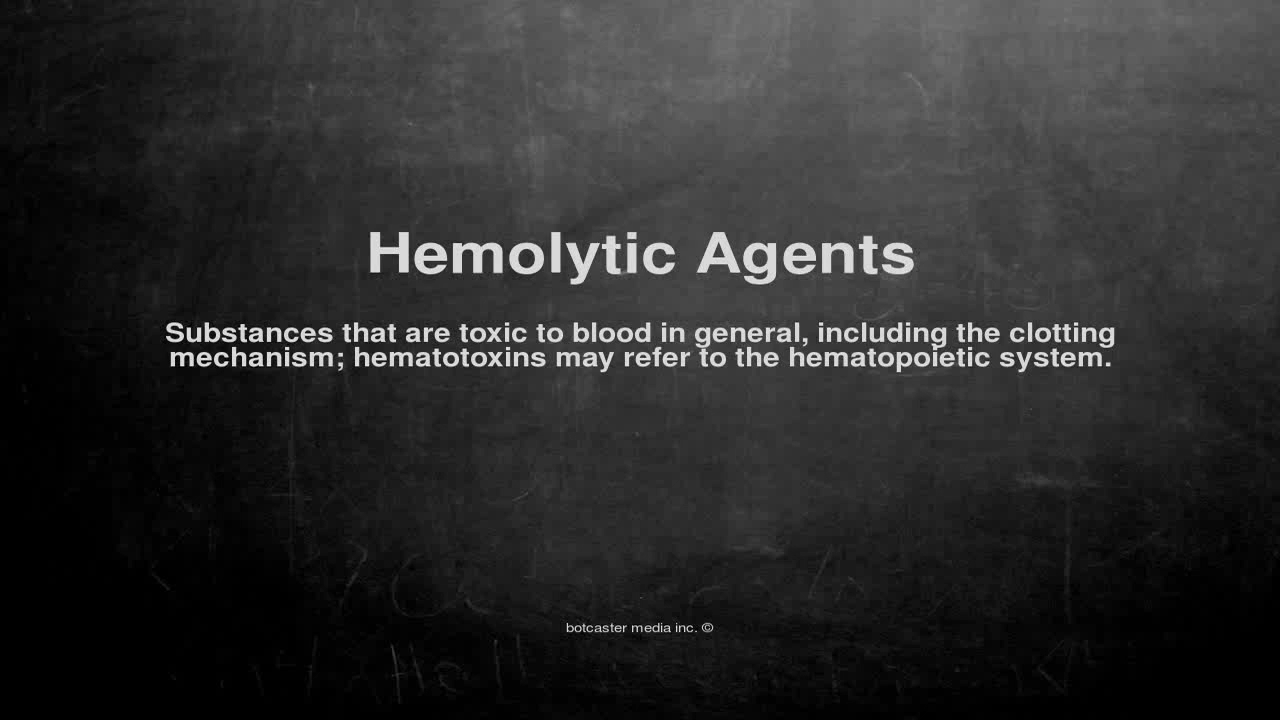 Hemolytic Agents
Substances that are toxic to blood in general, including the clotting
mechanism; hematotoxins may refer to the hematopoietic system.
botcaster media inc. ©